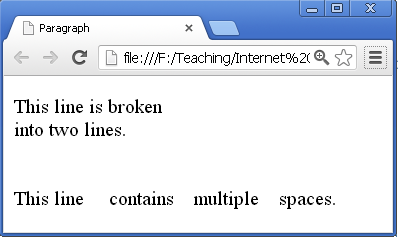 Paragraph
file:///F:/Teaching/Internet%20
This line is broken
into two lines.
This line     contains    multiple    spaces.